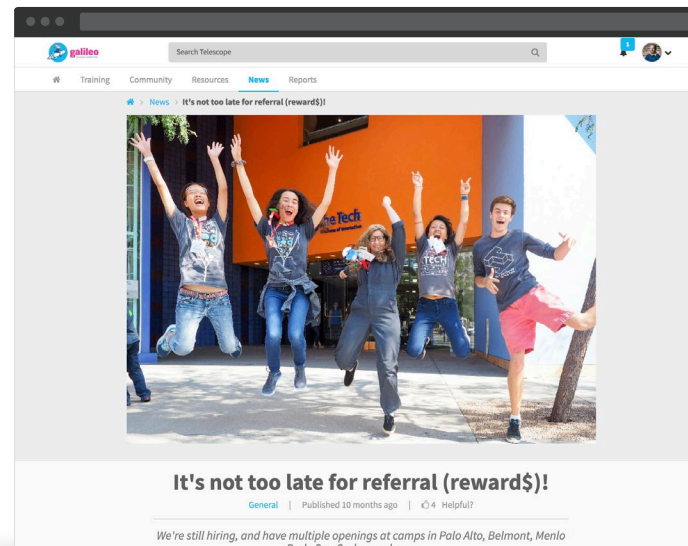 galileo
Search Telescope
1
Training Community Resources News Reports
> News > It's not too late for referral (reward$)!
he Tech
TECH
It's not too late for referral (reward$)!
General | Published 10 months ago | 4 Helpful?
We're still hiring, and have multiple openings at camps in Palo Alto, Belmont, Menlo